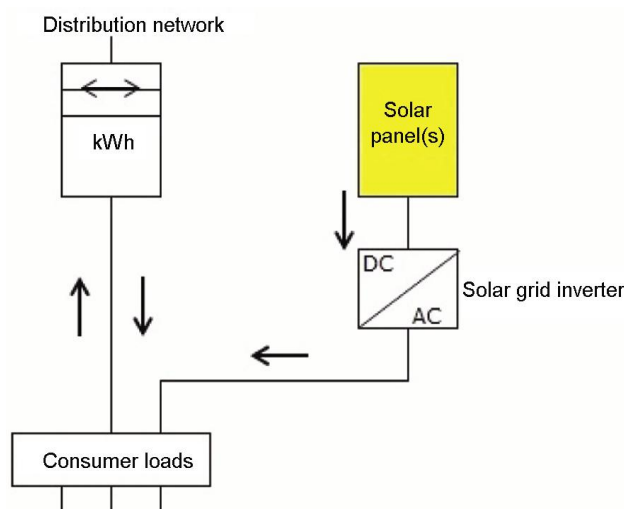 Distribution network
kWh
Solar
panel(s)
DC
AC
Solar grid inverter
Consumer loads